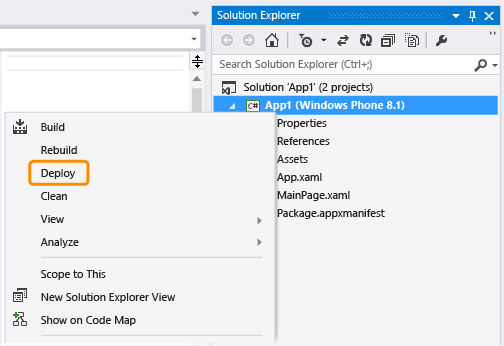 Solution Explorer
Search Solution Explorer (Ctrl+;)
Solution 'App1' (2 projects)
C# App1 (Windows Phone 8.1)
Properties
References
Assets
App.xaml
MainPage.xaml
Package.appxmanifest
Build
Rebuild
Deploy
Clean
View
Analyze
Scope to This
New Solution Explorer View
Show on Code Map